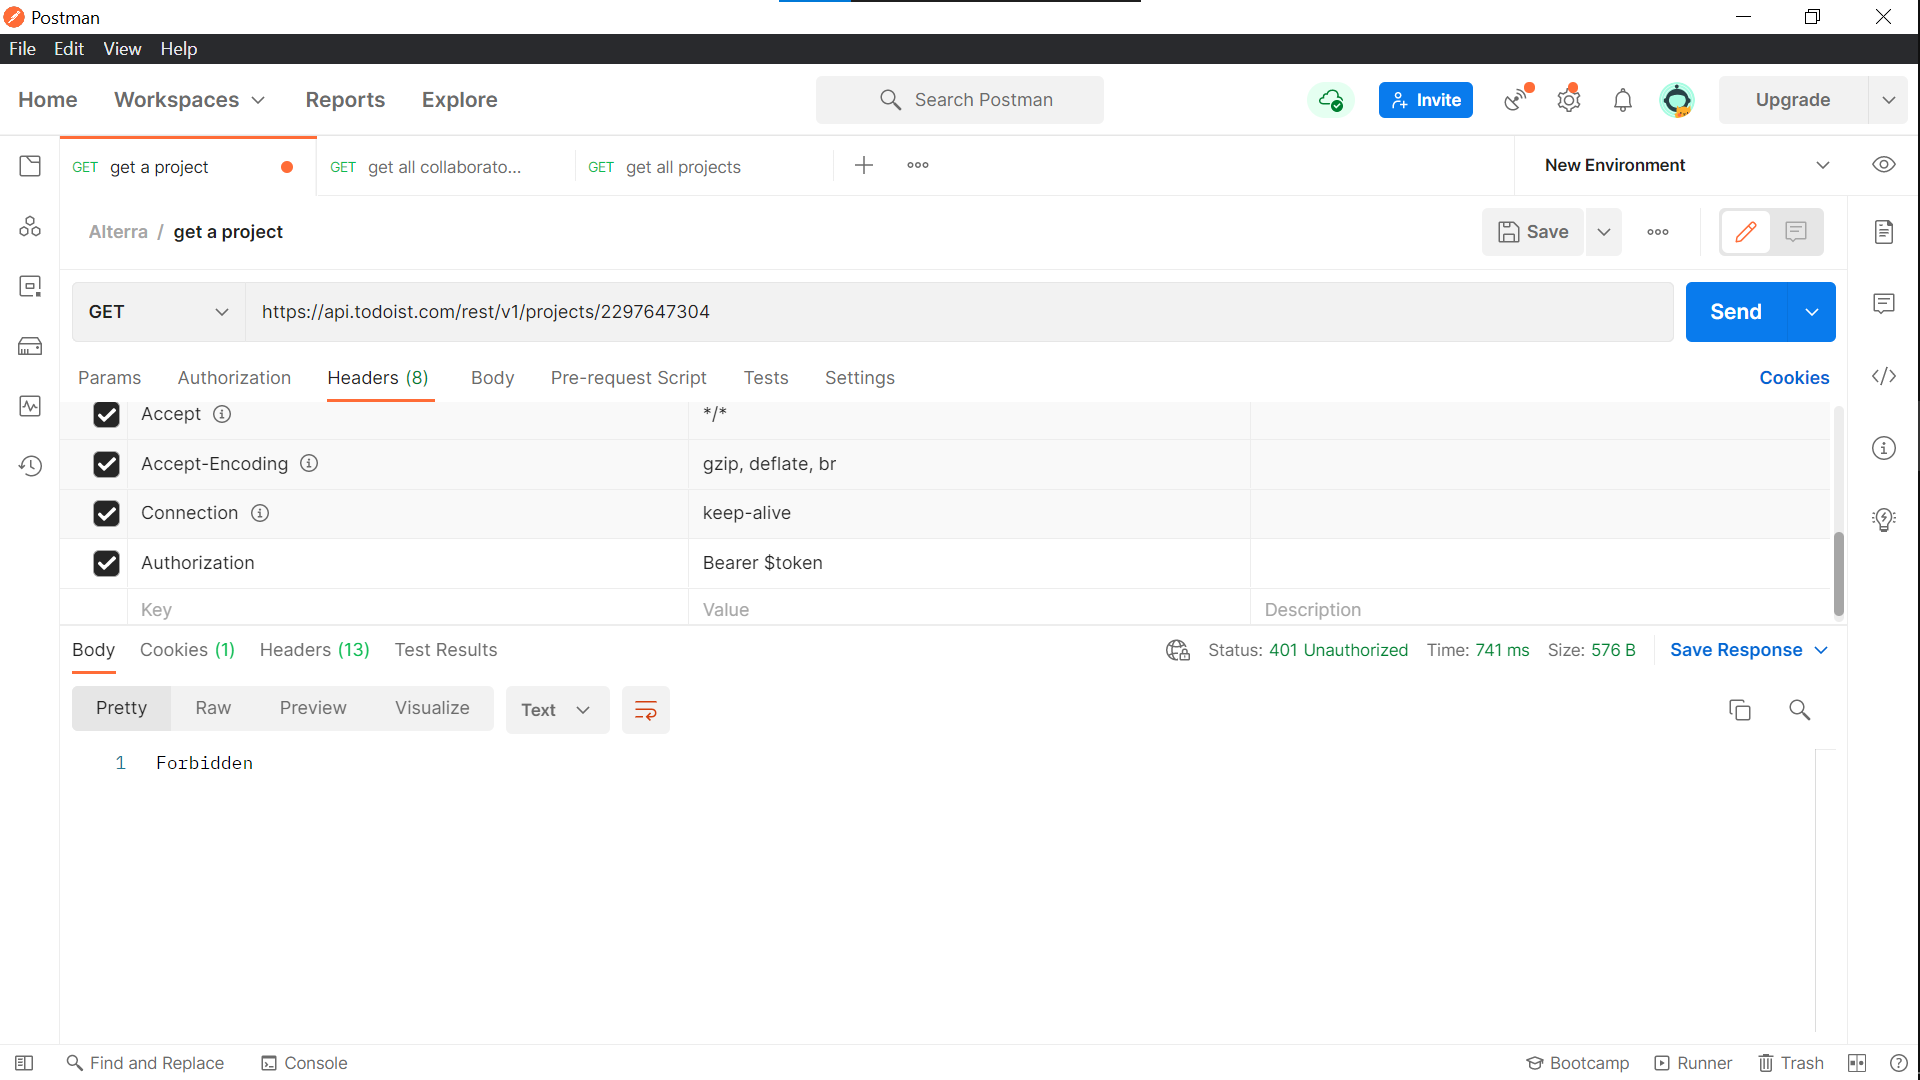 Postman
File Edit View Help
Home Workspaces Reports Explore Search Postman Invite Upgrade
GET get a project GET get all collaborato... GET get all projects New Environment
Alterra / get a project Save
GET https://api.todoist.com/rest/v1/projects/2297647304 Send
Params Authorization Headers (8) Body Pre-request Script Tests Settings Cookies
Accept */*
Accept-Encoding gzip, deflate, br
Connection keep-alive
Authorization Bearer $token
Key Value Description
Body Cookies (1) Headers (13) Test Results Status: 401 Unauthorized Time: 741 ms Size: 576 B Save Response
Pretty Raw Preview Visualize Text
1 Forbidden
Find and Replace Console Bootcamp Runner Trash